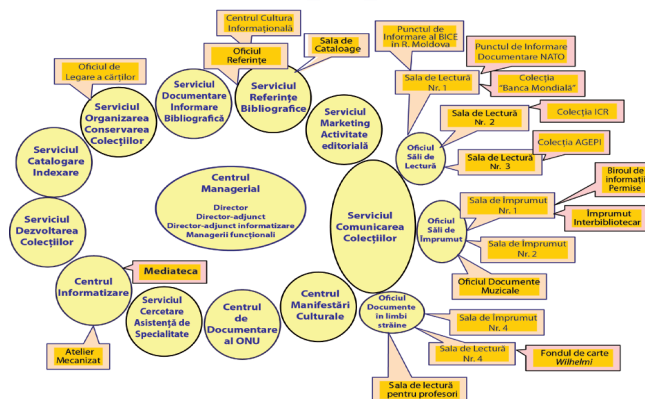 Centrul Cultura
Informațională
Oficiul
Referințe
Sala de
Cataloage
Punctul de
Informare al BICE
in R. Moldova
Punctul de Informare
Documentare NATO
Sala de Lectură
Nr. 1
Colecția
"Banca Mondială"
Oficiul de
Legare a cărților
Serviciul
Organizarea
Conservarea
Colecțiilor
Serviciul
Documentare
Informare
Bibliografică
Serviciul
Referințe
Bibliografice
Serviciul
Marketing
Activitate
editorială
Sala de Lectură
Nr. 2
Colecția ICR
Oficiul
Săli de
Lectură
Sala de Lectură
Nr. 3
Colecția AGEPI
Serviciul
Catalogare
Indexare
Centrul
Managerial
Director
Director-adjunct
Director-adjunct informatizare
Managerii funcționali
Serviciul
Comunicarea
Colecțiilor
Biroul de
informații
Permise
Sala de Împrumut
Nr. 1
Împrumut
Interbibliotecar
Oficiul
Săli de
Împrumut
Sala de Împrumut
Nr. 2
Oficiul Documente
Muzicale
Serviciul
Dezvoltarea
Colecțiilor
Centrul
Informatizare
Mediateca
Atelier
Mecanizat
Serviciul
Cercetare
Asistență de
Specialitate
Centrul
de
Documentare
al ONU
Centrul
Manifestări
Culturale
Oficiul
Documente
in limbi
străine
Sala de Împrumut
Nr. 4
Sala de Lectură
Nr. 4
Fondul de carte
Wilhelmi
Sala de lectură
pentru profesori